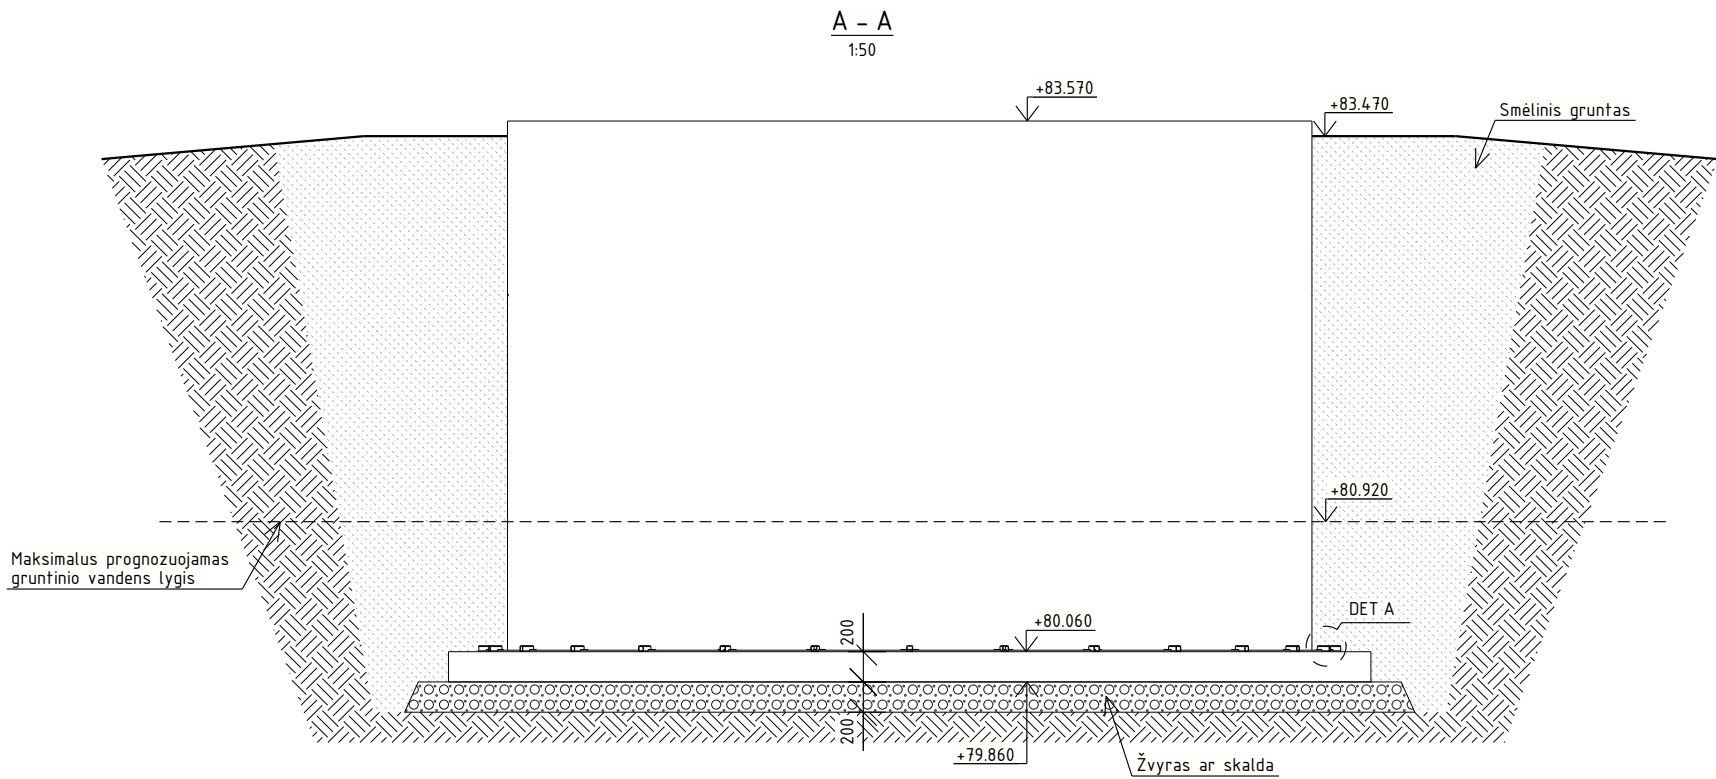 A - A
1:50
+83.570
+83.470
Smėlinis gruntas
+80.920
Maksimalus prognozuojamas
gruntinio vandens lygis
DET A
+80.060
200
200
+79.860
Žvyras ar skalda